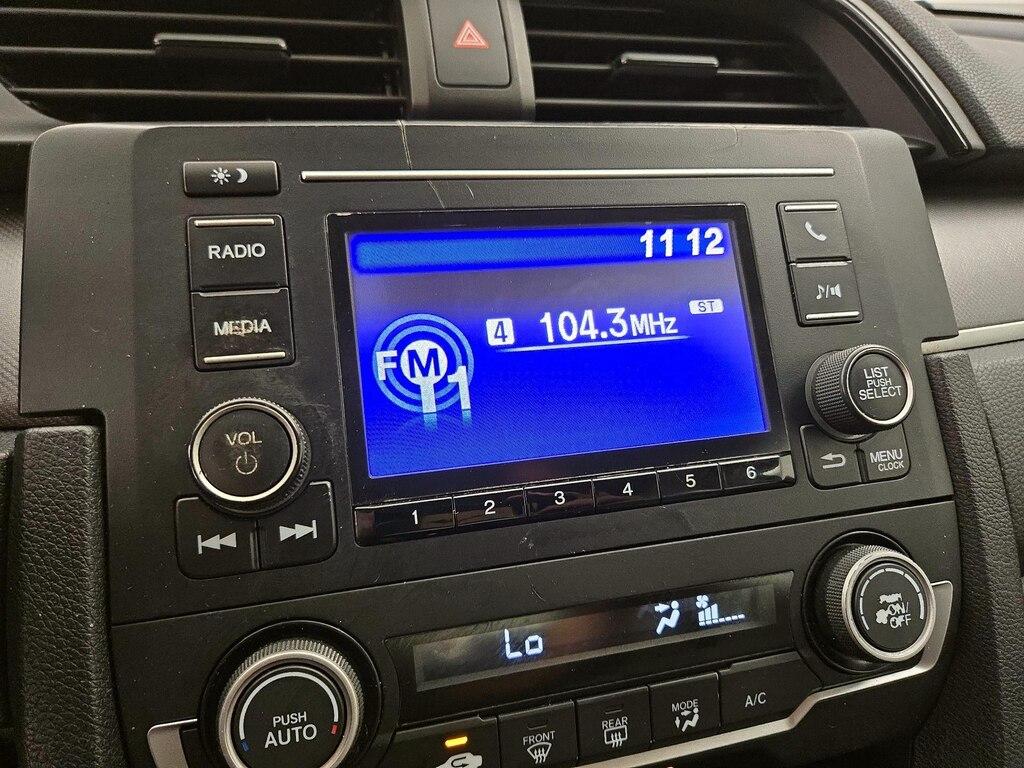 RADIO
MEDIA
VOL
11 12
4 104.3MHz ST
FM
1
LIST
PUSH
SELECT
MENU
CLOCK
1 2 3 4 5 6
Lo
PUSH
AUTO
FRONT
REAR
MODE
A/C
ON/
OFF